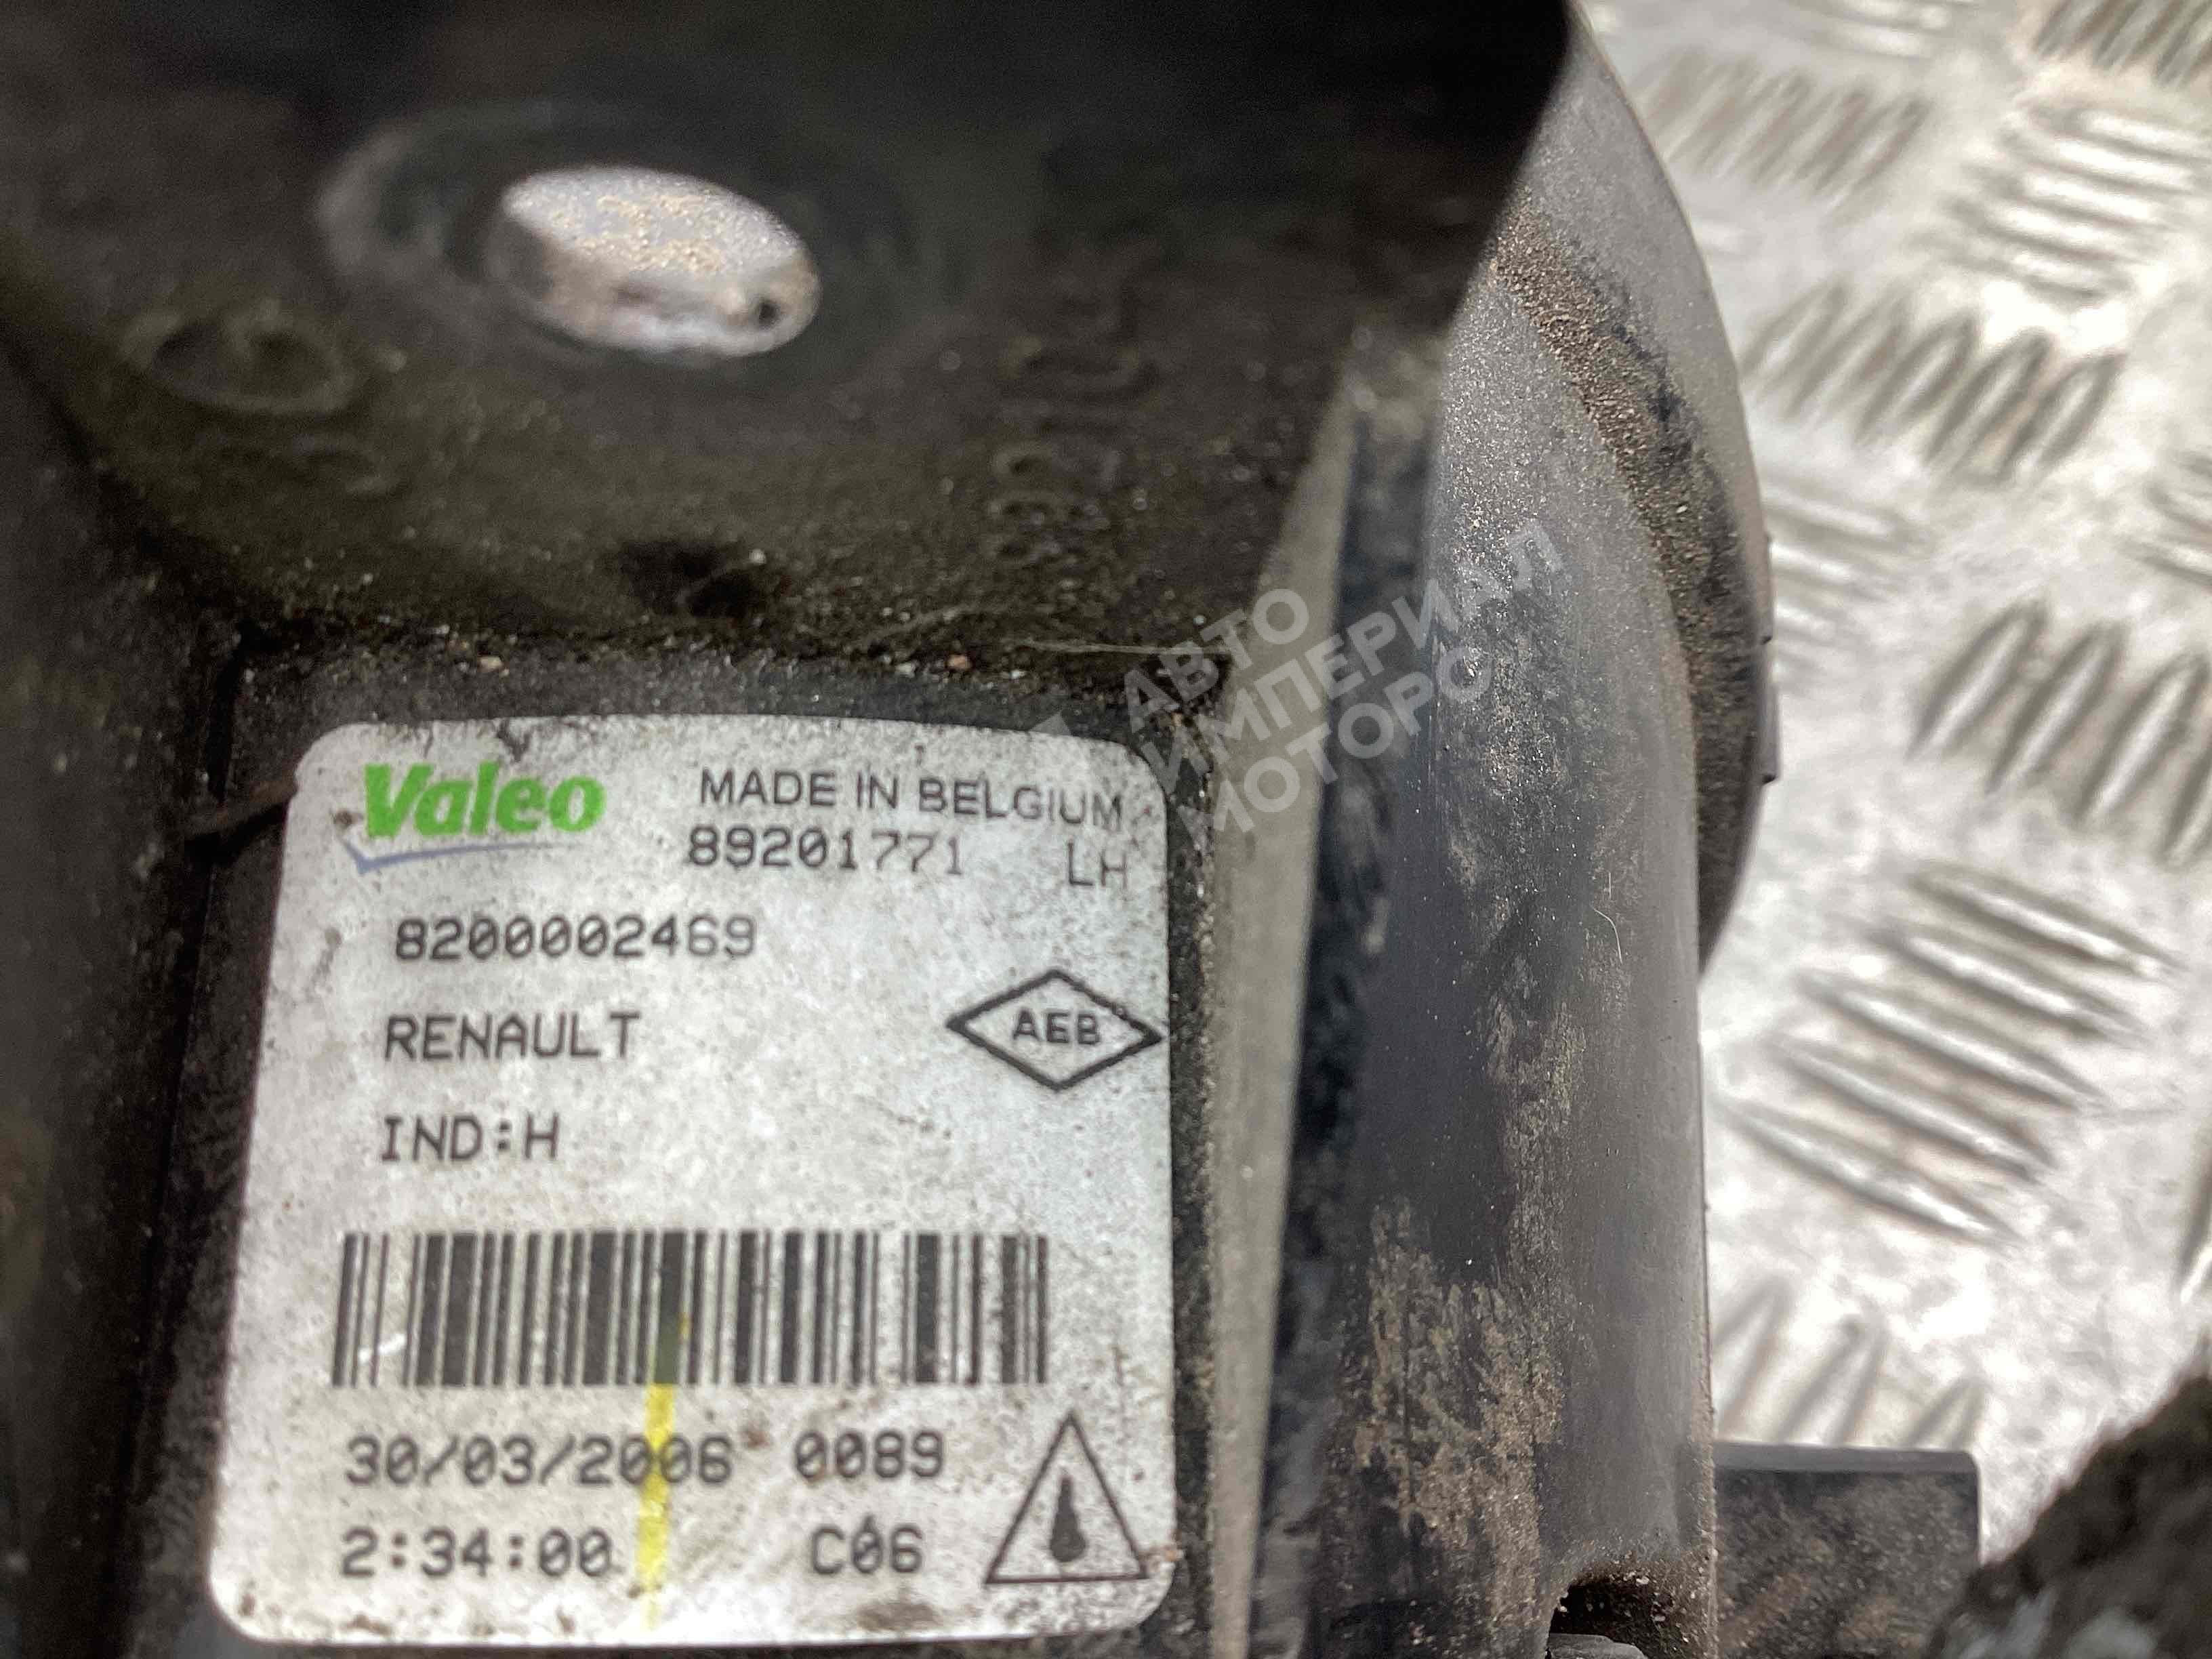 АВТО
ИМПЕРИАЛ
МОТОРС
Valeo MADE IN BELGIUM
89201771 LH
8200002469
RENAULT
AEB
IND:H
30/03/2006 0089
2:34:00 C06